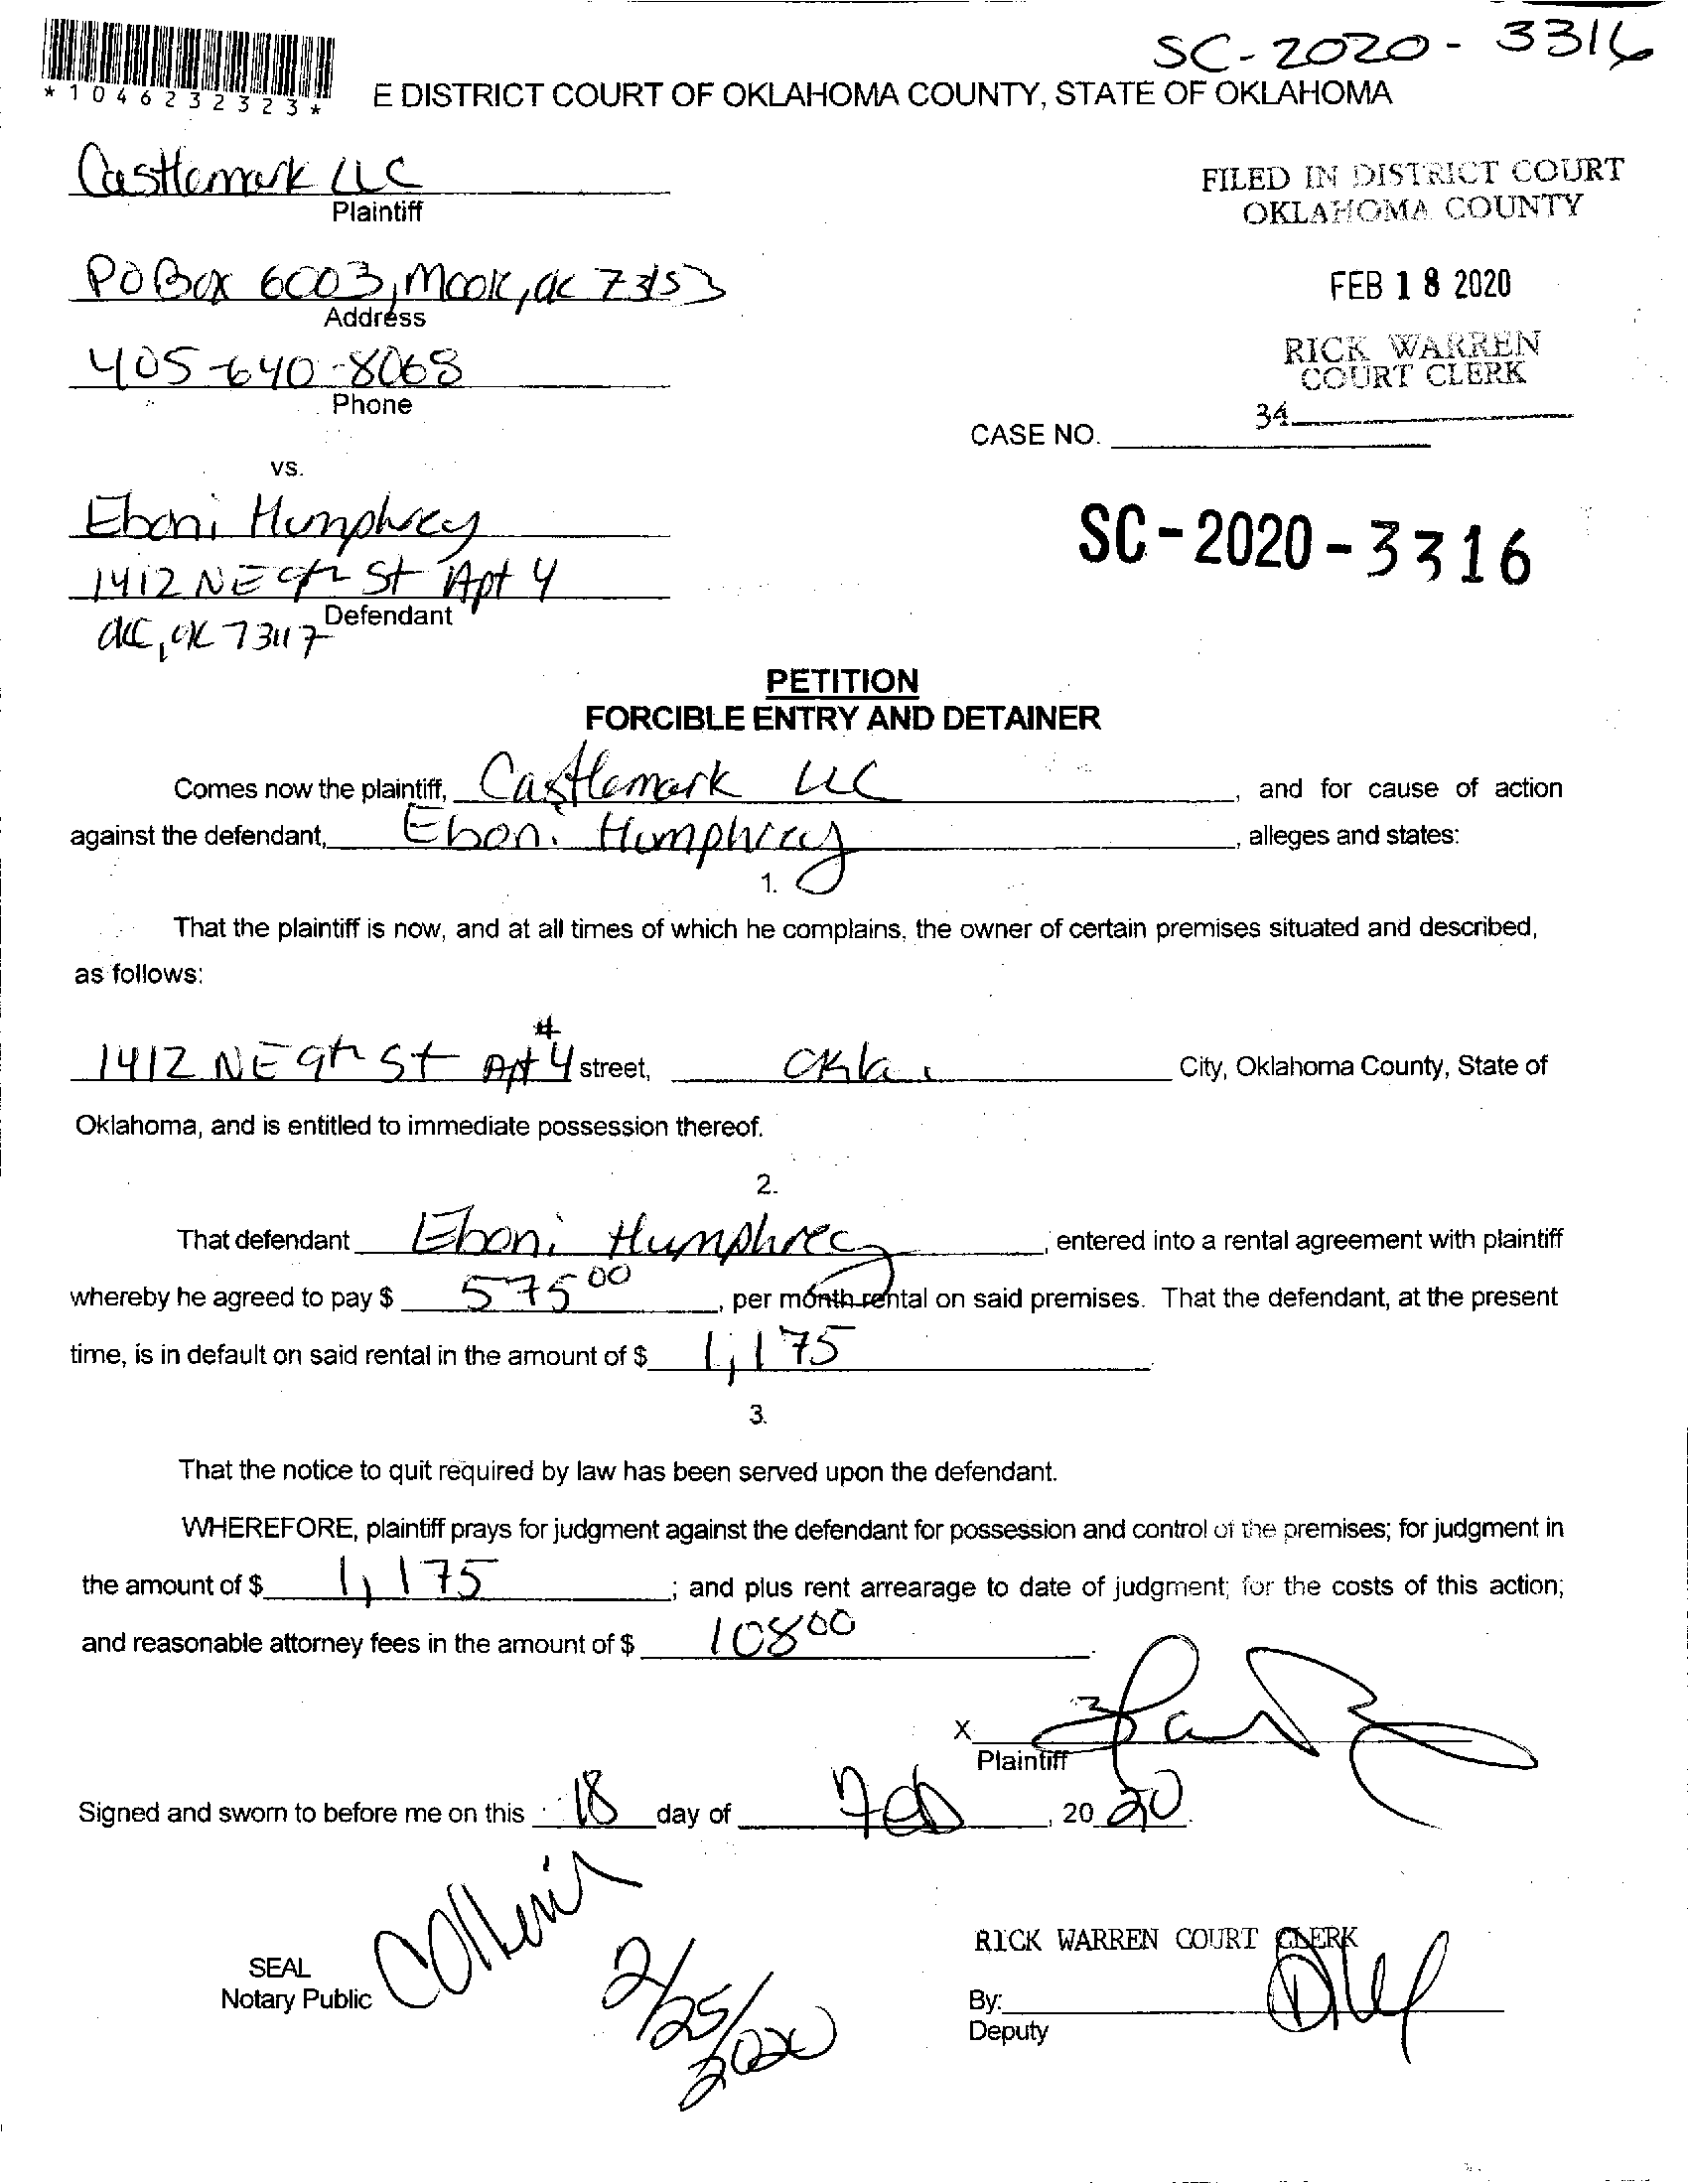 SC-2020-3316
*1046232323*
E DISTRICT COURT OF OKLAHOMA COUNTY, STATE OF OKLAHOMA
Castlemark LLC
Plaintiff
FILED IN DISTRICT COURT
OKLAHOMA COUNTY
PO Box 6003, Moore, OK 73153
Address
FEB 18 2020
405-640-8068
Phone
RICK WARREN
COURT CLERK
34
CASE NO.
vs.
Eboni Humphrey
1412 NE 9th St Apt 4
Defendant
OKC, OK 73117
SC-2020-3316
PETITION
FORCIBLE ENTRY AND DETAINER
Comes now the plaintiff, Castlemark LLC, and for cause of action
against the defendant, Eboni Humphrey, alleges and states:
1.
That the plaintiff is now, and at all times of which he complains, the owner of certain premises situated and described,
as follows:
1412 NE 9th St Apt #4 street, Okla City, Oklahoma County, State of
Oklahoma, and is entitled to immediate possession thereof.
2.
That defendant Eboni Humphrey, entered into a rental agreement with plaintiff
whereby he agreed to pay $ 575 00, per month rental on said premises. That the defendant, at the present
time, is in default on said rental in the amount of $ 1,175.
3.
That the notice to quit required by law has been served upon the defendant.
WHEREFORE, plaintiff prays for judgment against the defendant for possession and control of the premises; for judgment in
the amount of $ 1,175; and plus rent arrearage to date of judgment; for the costs of this action;
and reasonable attorney fees in the amount of $ 108 00.
X
Plaintiff
Signed and sworn to before me on this 18 day of Feb, 2020.
SEAL
Notary Public
2/25/2020
RICK WARREN COURT CLERK
By:
Deputy